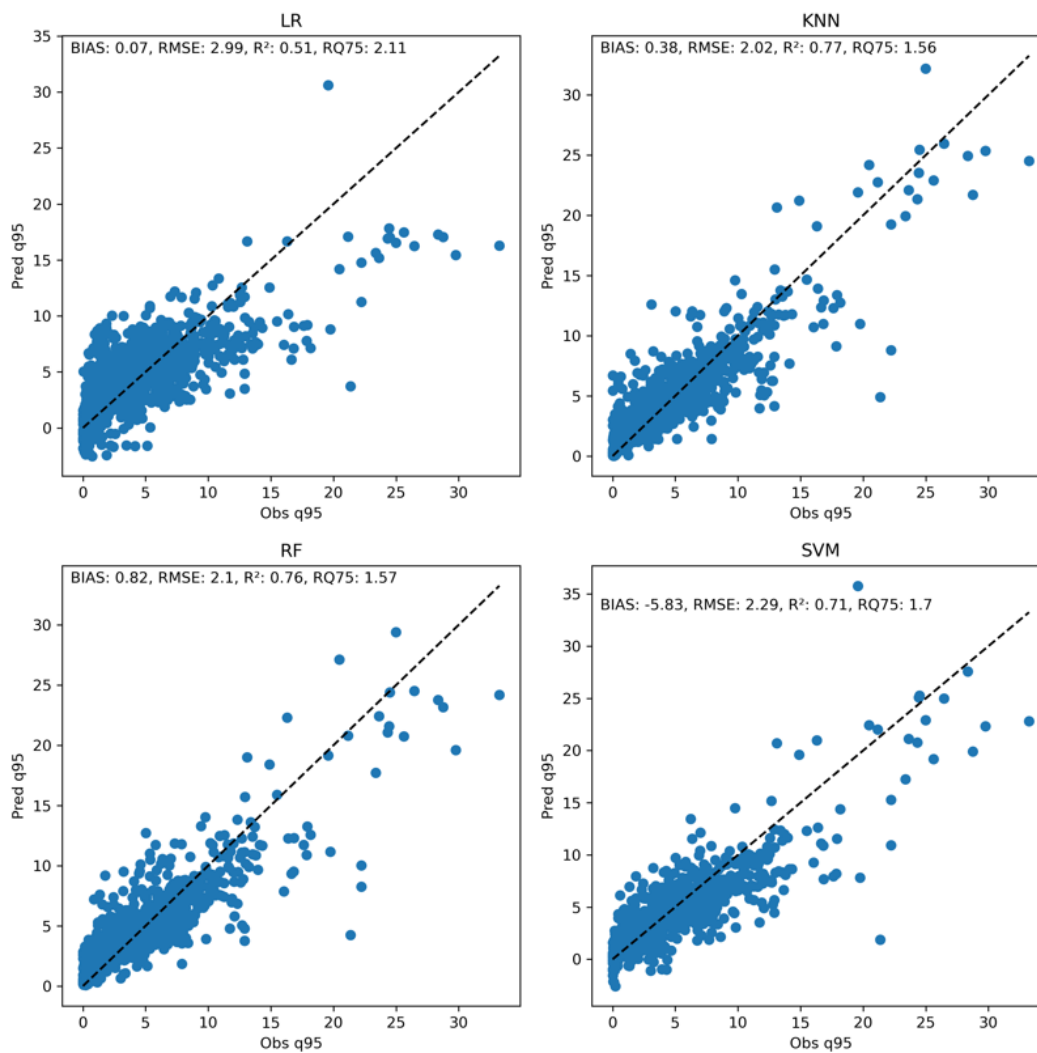 LR
BIAS: 0.07, RMSE: 2.99, R²: 0.51, RQ75: 2.11
35
30
25
20
15
10
5
0
Pred q95
0 5 10 15 20 25 30
Obs q95
KNN
BIAS: 0.38, RMSE: 2.02, R²: 0.77, RQ75: 1.56
30
25
20
15
10
5
0
Pred q95
0 5 10 15 20 25 30
Obs q95
RF
BIAS: 0.82, RMSE: 2.1, R²: 0.76, RQ75: 1.57
30
25
20
15
10
5
0
Pred q95
0 5 10 15 20 25 30
Obs q95
SVM
35
BIAS: -5.83, RMSE: 2.29, R²: 0.71, RQ75: 1.7
30
25
20
15
10
5
0
Pred q95
0 5 10 15 20 25 30
Obs q95